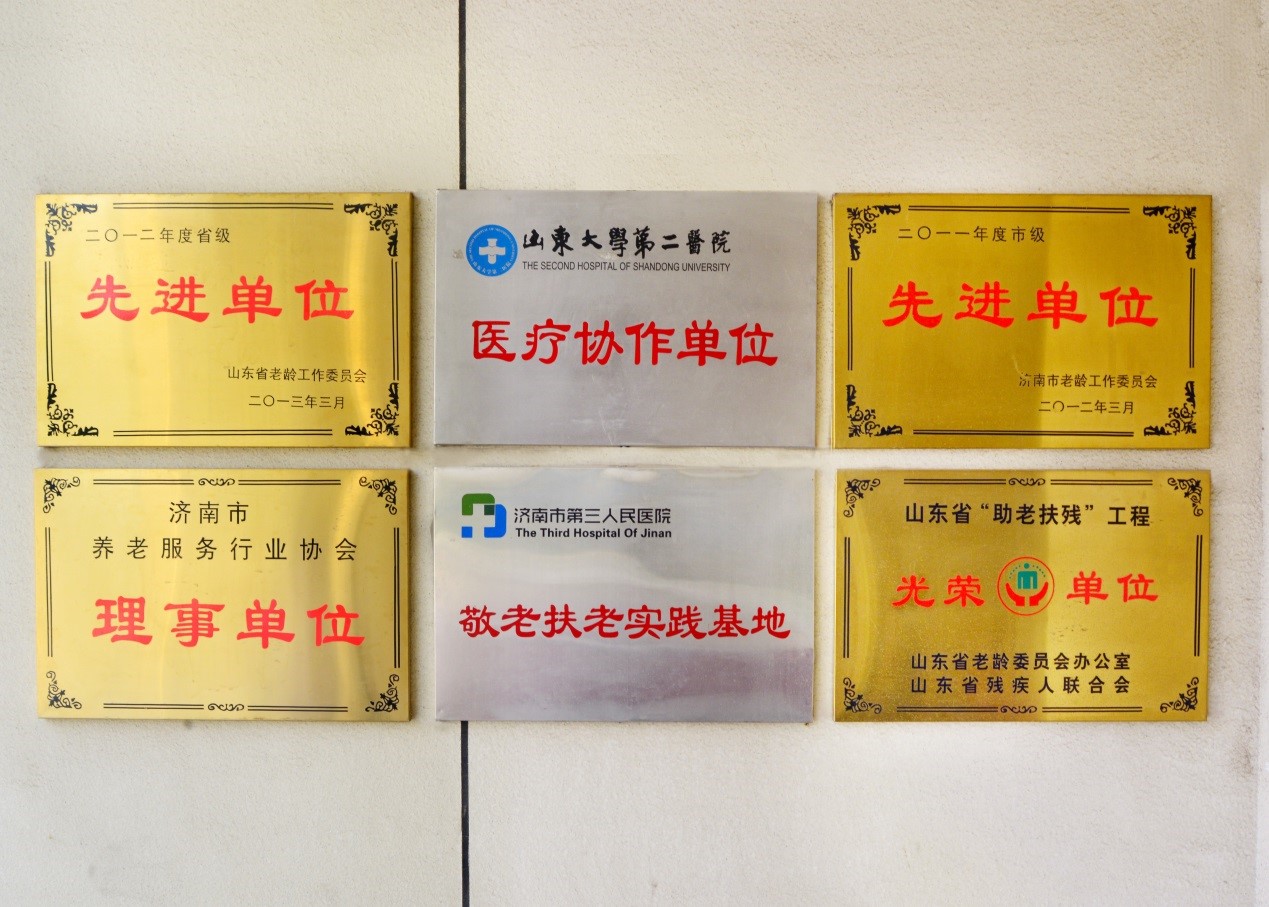 二〇一二年度省级
先进单位
山东省老龄工作委员会
二〇一三年三月
山東大學第二醫院
THE SECOND HOSPITAL OF SHANDONG UNIVERSITY
医疗协作单位
二〇一一年度市级
先进单位
济南市老龄工作委员会
二〇一二年三月
济南市
养老服务行业协会
理事单位
济南市第三人民医院
The Third Hospital Of Jinan
敬老扶老实践基地
山东省“助老扶残”工程
光荣单位
山东省老龄委员会办公室
山东省残疾人联合会